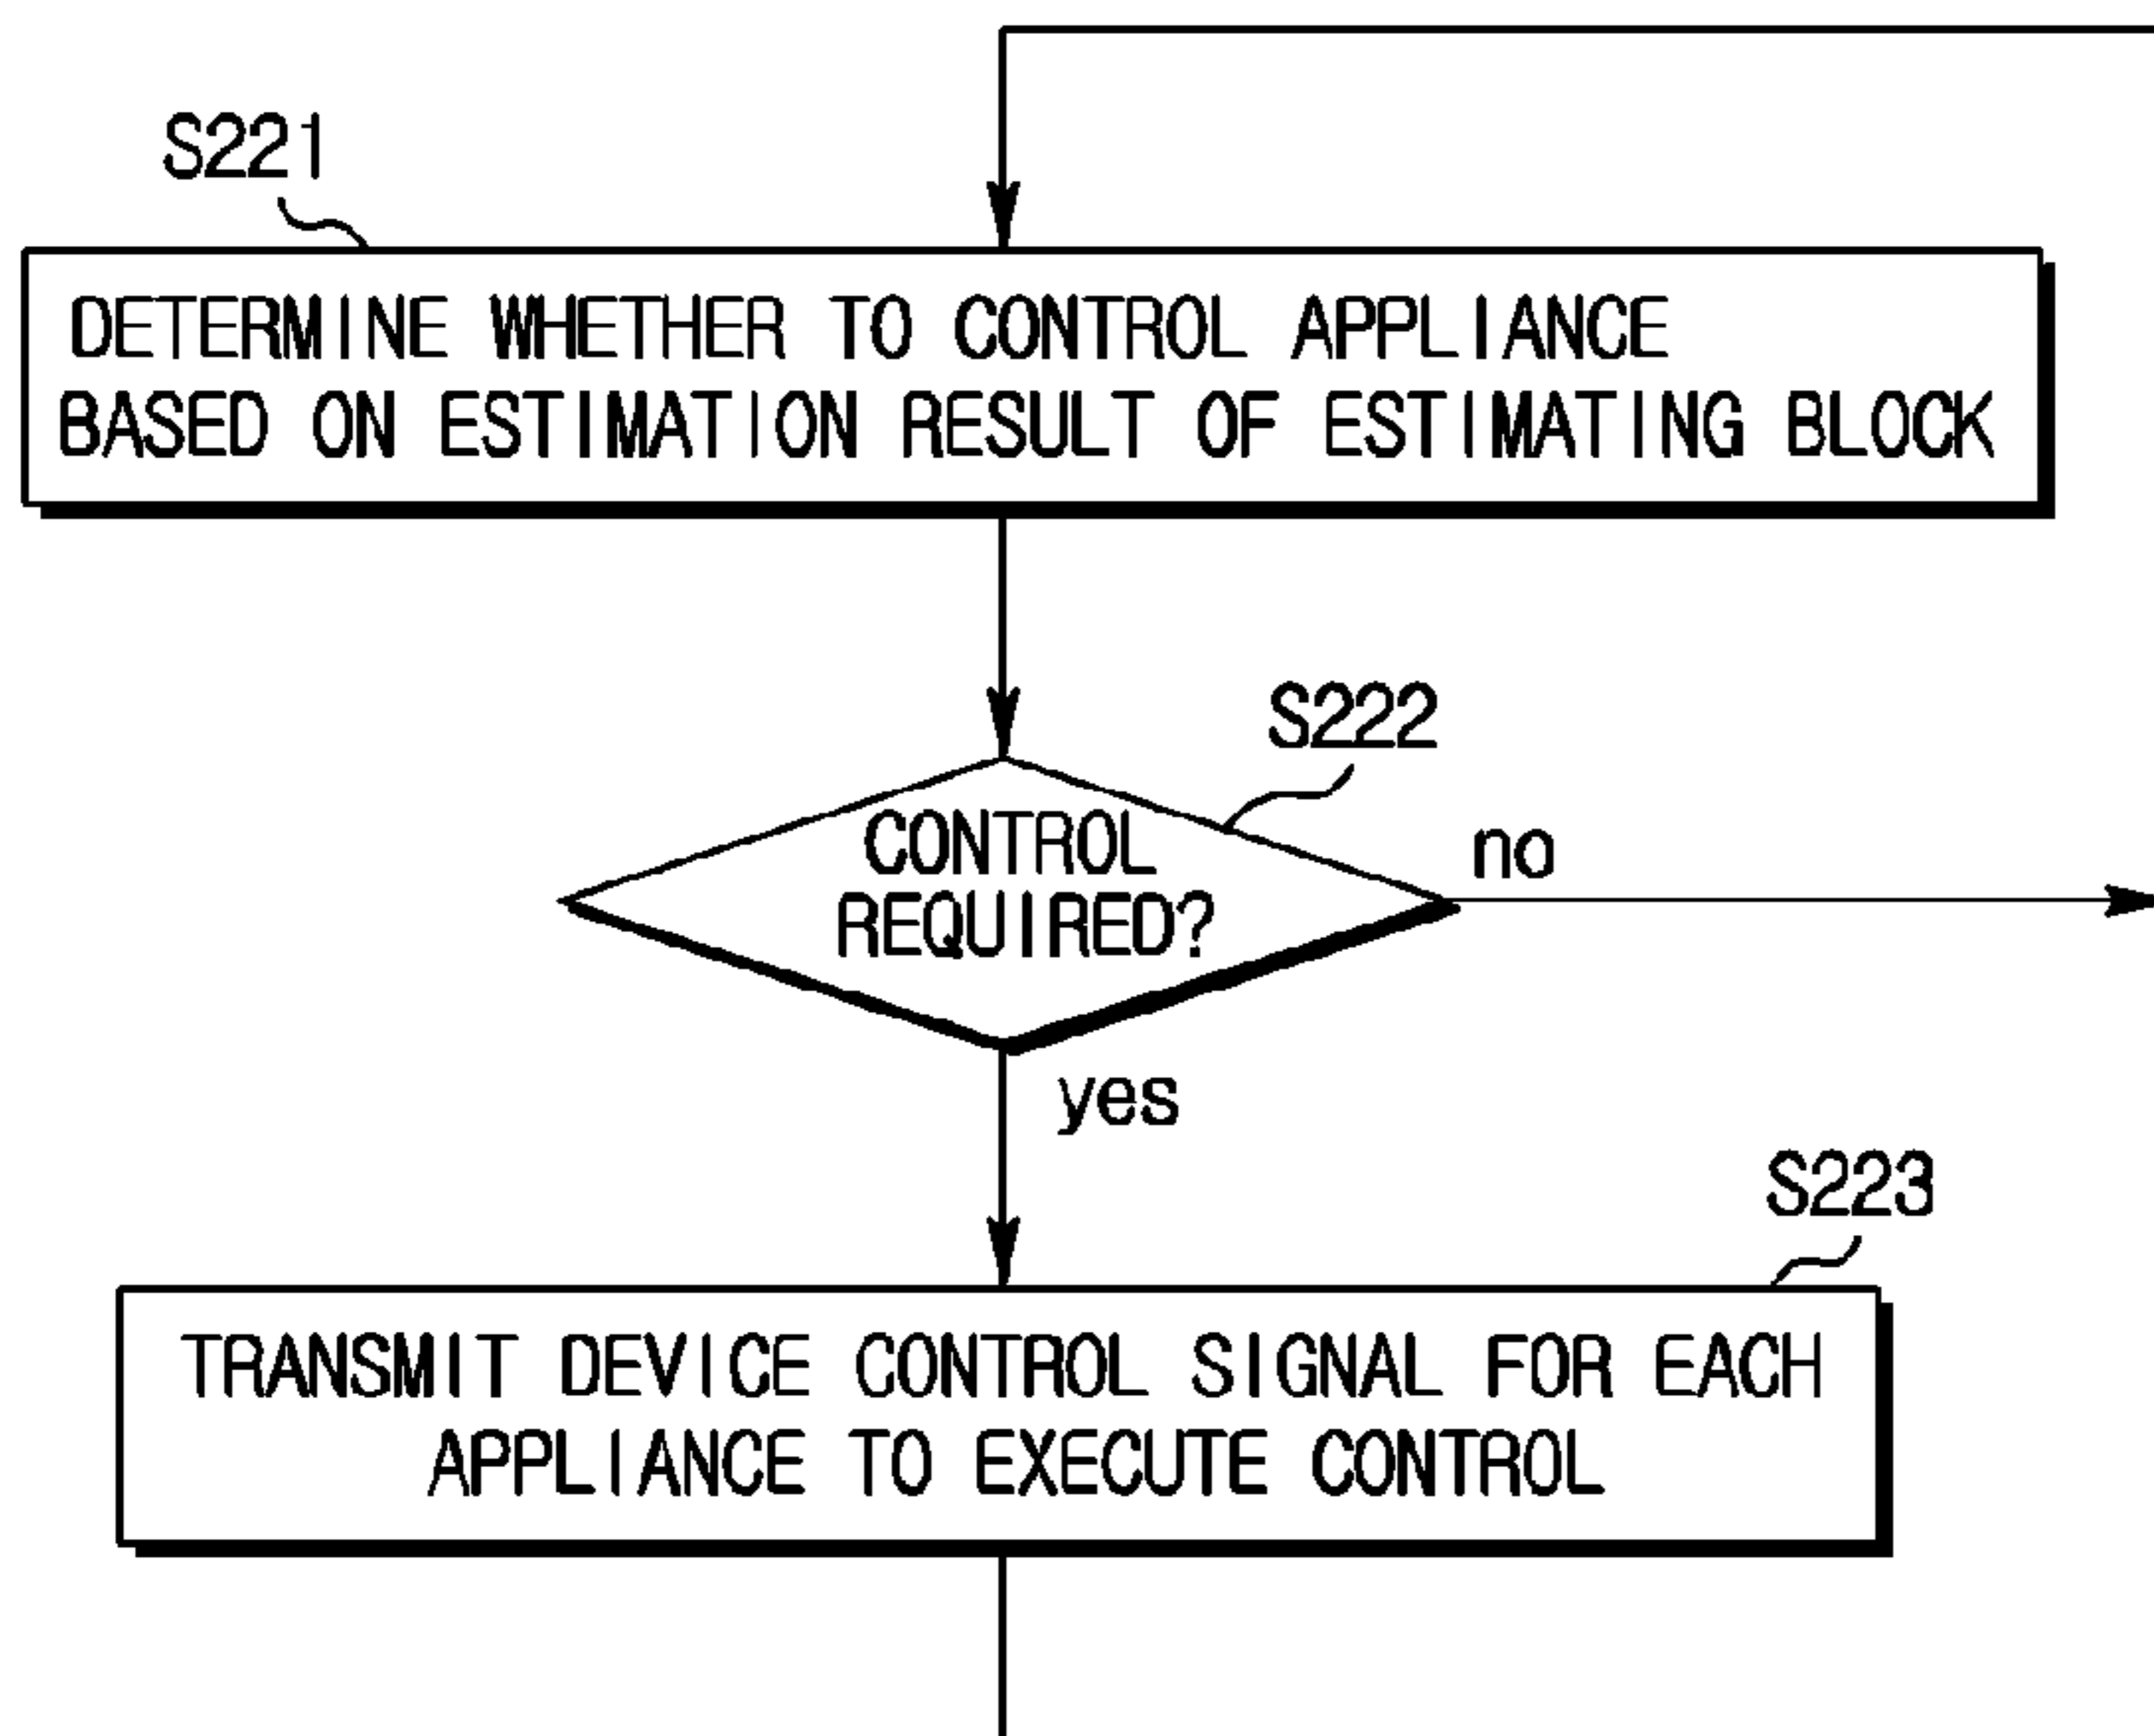 S221
DETERMINE WHETHER TO CONTROL APPLIANCE
BASED ON ESTIMATION RESULT OF ESTIMATING BLOCK
S222
CONTROL
REQUIRED?
no
yes
S223
TRANSMIT DEVICE CONTROL SIGNAL FOR EACH
APPLIANCE TO EXECUTE CONTROL